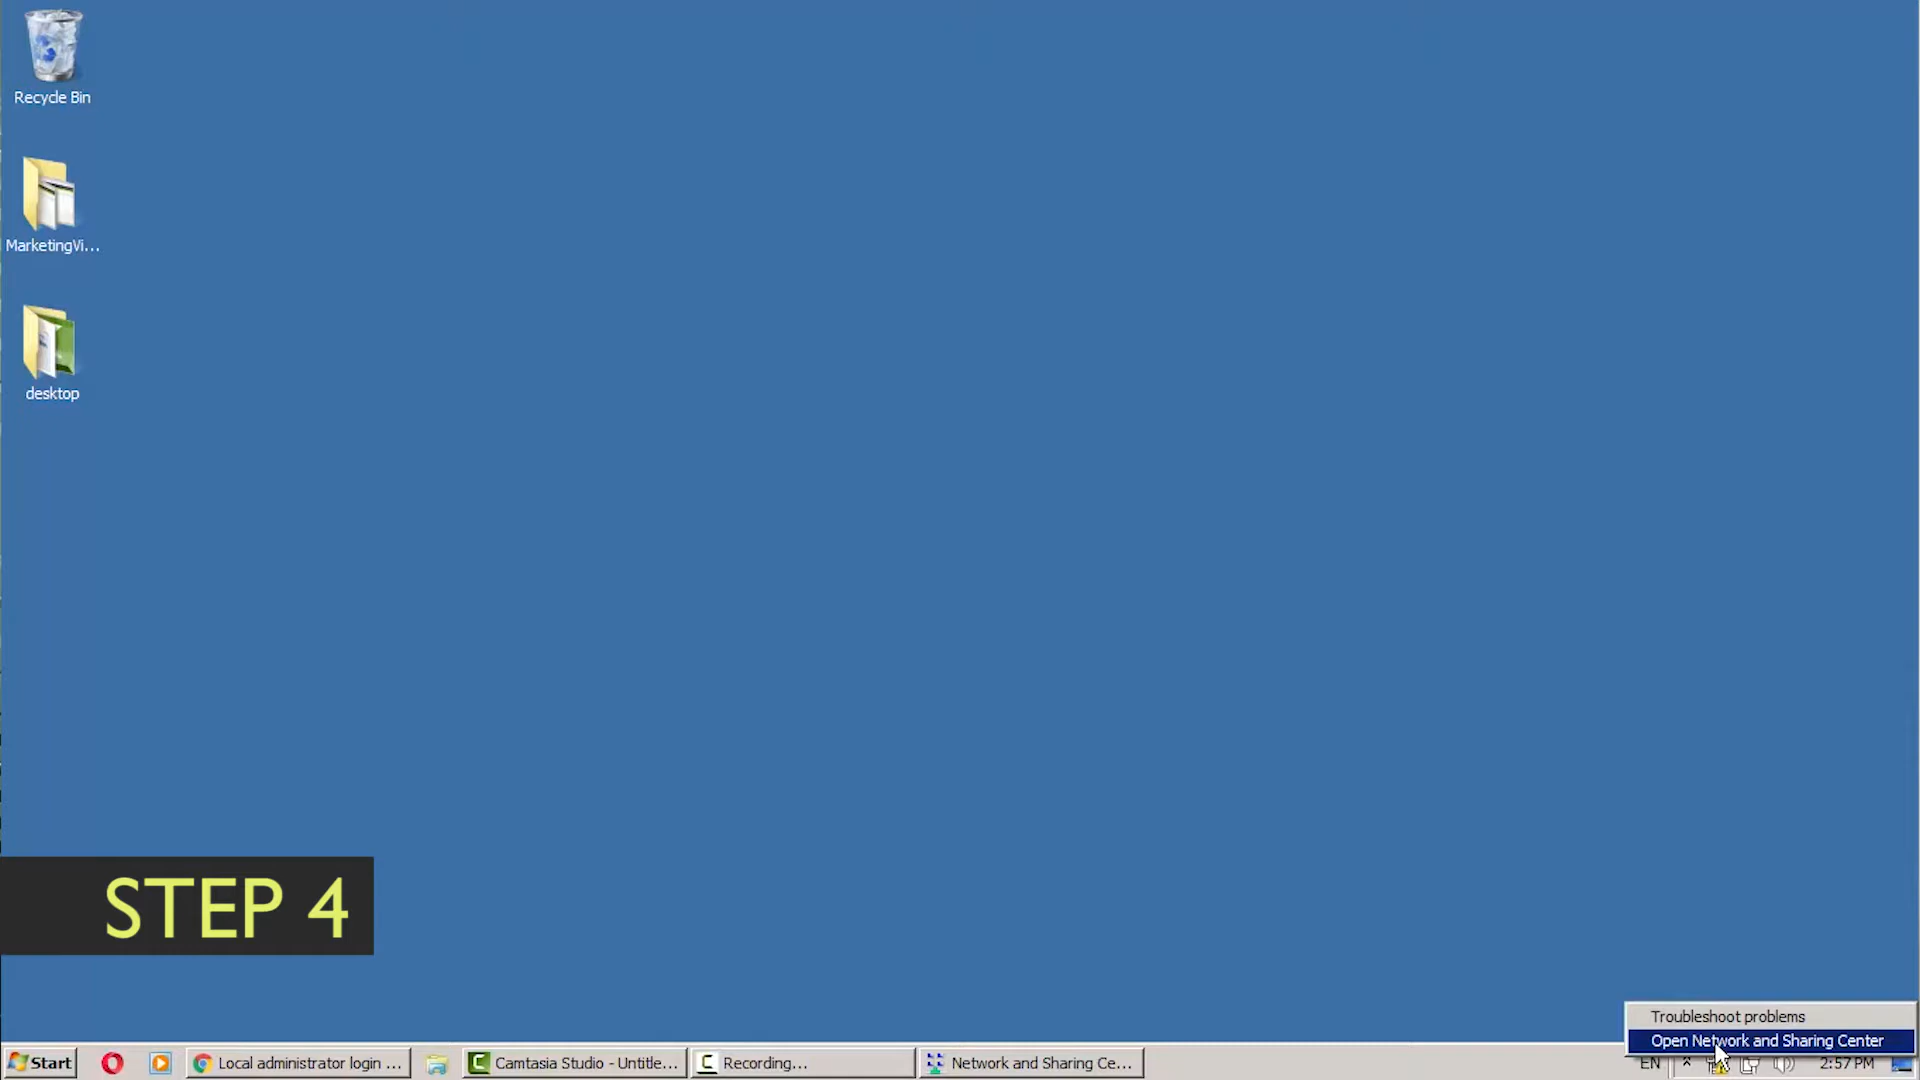 Recycle Bin
MarketingVi...
desktop
STEP 4
Troubleshoot problems
Open Network and Sharing Center
Start
Local administrator login ...
Camtasia Studio - Untitle...
Recording...
Network and Sharing Ce...
EN
2:57 PM